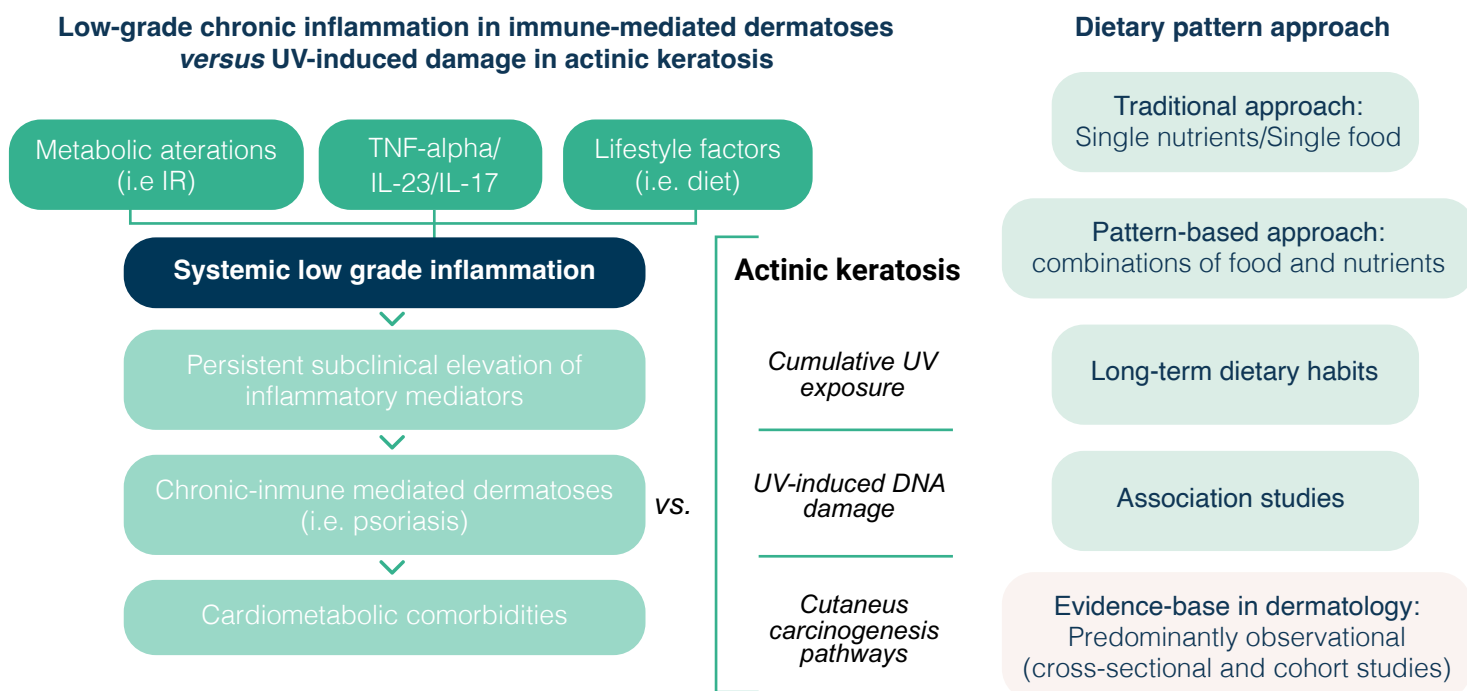 Low-grade chronic inflammation in immune-mediated dermatoses
versus UV-induced damage in actinic keratosis
Metabolic aterations
(i.e IR)
TNF-alpha/
IL-23/IL-17
Lifestyle factors
(i.e. diet)
Systemic low grade inflammation
Persistent subclinical elevation of
inflammatory mediators
Chronic-inmune mediated dermatoses
(i.e. psoriasis)
Cardiometabolic comorbidities
vs.
Actinic keratosis
Cumulative UV
exposure
UV-induced DNA
damage
Cutaneus
carcinogenesis
pathways
Dietary pattern approach
Traditional approach:
Single nutrients/Single food
Pattern-based approach:
combinations of food and nutrients
Long-term dietary habits
Association studies
Evidence-base in dermatology:
Predominantly observational
(cross-sectional and cohort studies)